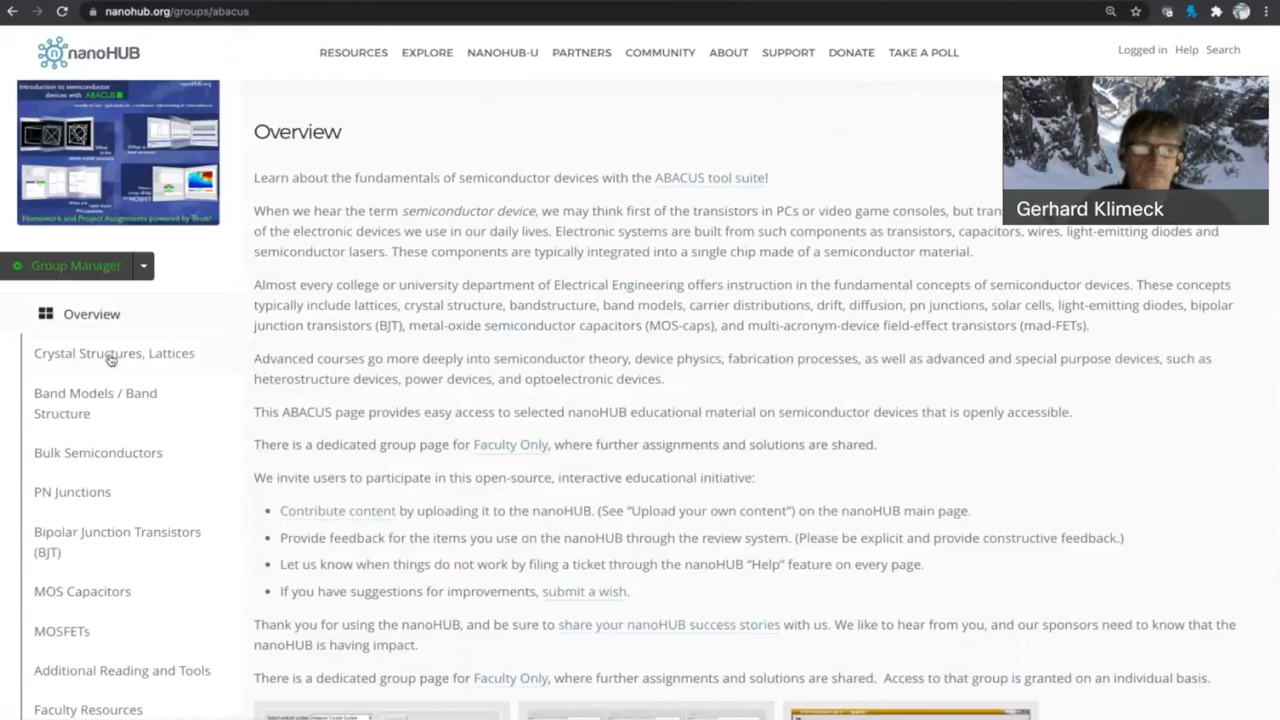 nanohub.org/groups/abacus
nanoHUB
RESOURCES EXPLORE NANOHUB-U PARTNERS COMMUNITY ABOUT SUPPORT DONATE TAKE A POLL
Logged in Help Search
Introduction to semiconductor
devices with ABACUS
nanoHUB.org
Homework and Project Assignments powered by Tools!
Group Manager
Overview
Crystal Structures, Lattices
Band Models / Band
Structure
Bulk Semiconductors
PN Junctions
Bipolar Junction Transistors
(BJT)
MOS Capacitors
MOSFETs
Additional Reading and Tools
Faculty Resources
Overview
Learn about the fundamentals of semiconductor devices with the ABACUS tool suite!
When we hear the term semiconductor device, we may think first of the transistors in PCs or video game consoles, but tran
of the electronic devices we use in our daily lives. Electronic systems are built from such components as transistors, capacitors, wires, light-emitting diodes and
semiconductor lasers. These components are typically integrated into a single chip made of a semiconductor material.
Almost every college or university department of Electrical Engineering offers instruction in the fundamental concepts of semiconductor devices. These concepts
typically include lattices, crystal structure, bandstructure, band models, carrier distributions, drift, diffusion, pn junctions, solar cells, light-emitting diodes, bipolar
junction transistors (BJT), metal-oxide semiconductor capacitors (MOS-caps), and multi-acronym-device field-effect transistors (mad-FETs).
Advanced courses go more deeply into semiconductor theory, device physics, fabrication processes, as well as advanced and special purpose devices, such as
heterostructure devices, power devices, and optoelectronic devices.
This ABACUS page provides easy access to selected nanoHUB educational material on semiconductor devices that is openly accessible.
There is a dedicated group page for Faculty Only, where further assignments and solutions are shared.
We invite users to participate in this open-source, interactive educational initiative:
• Contribute content by uploading it to the nanoHUB. (See “Upload your own content”) on the nanoHUB main page.
• Provide feedback for the items you use on the nanoHUB through the review system. (Please be explicit and provide constructive feedback.)
• Let us know when things do not work by filing a ticket through the nanoHUB “Help” feature on every page.
• If you have suggestions for improvements, submit a wish.
Thank you for using the nanoHUB, and be sure to share your nanoHUB success stories with us. We like to hear from you, and our sponsors need to know that the
nanoHUB is having impact.
There is a dedicated group page for Faculty Only, where further assignments and solutions are shared. Access to that group is granted on an individual basis.
Gerhard Klimeck